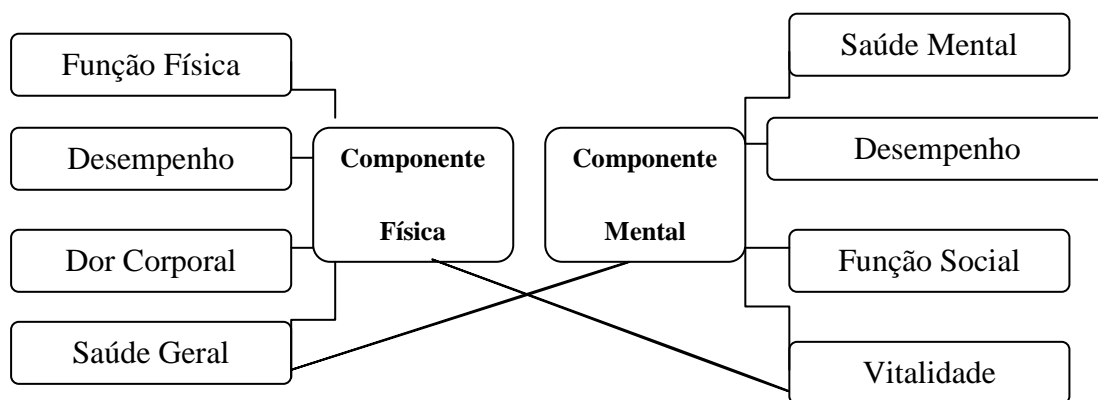 Função Física
Desempenho
Dor Corporal
Saúde Geral
Componente
Física
Componente
Mental
Saúde Mental
Desempenho
Função Social
Vitalidade